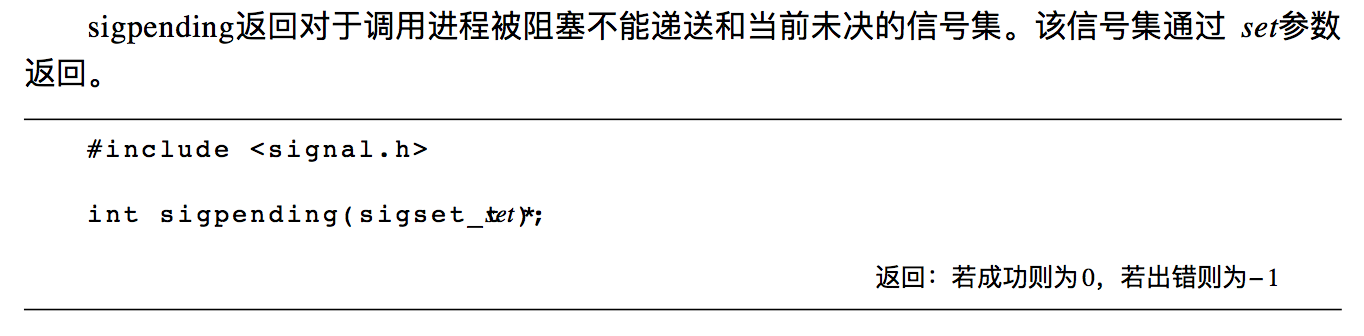 sigpending返回对于调用进程被阻塞不能递送和当前未决的信号集。该信号集通过 set参数
返回。
#include <signal.h>
int sigpending(sigset_t *set);
返回：若成功则为0，若出错则为−1